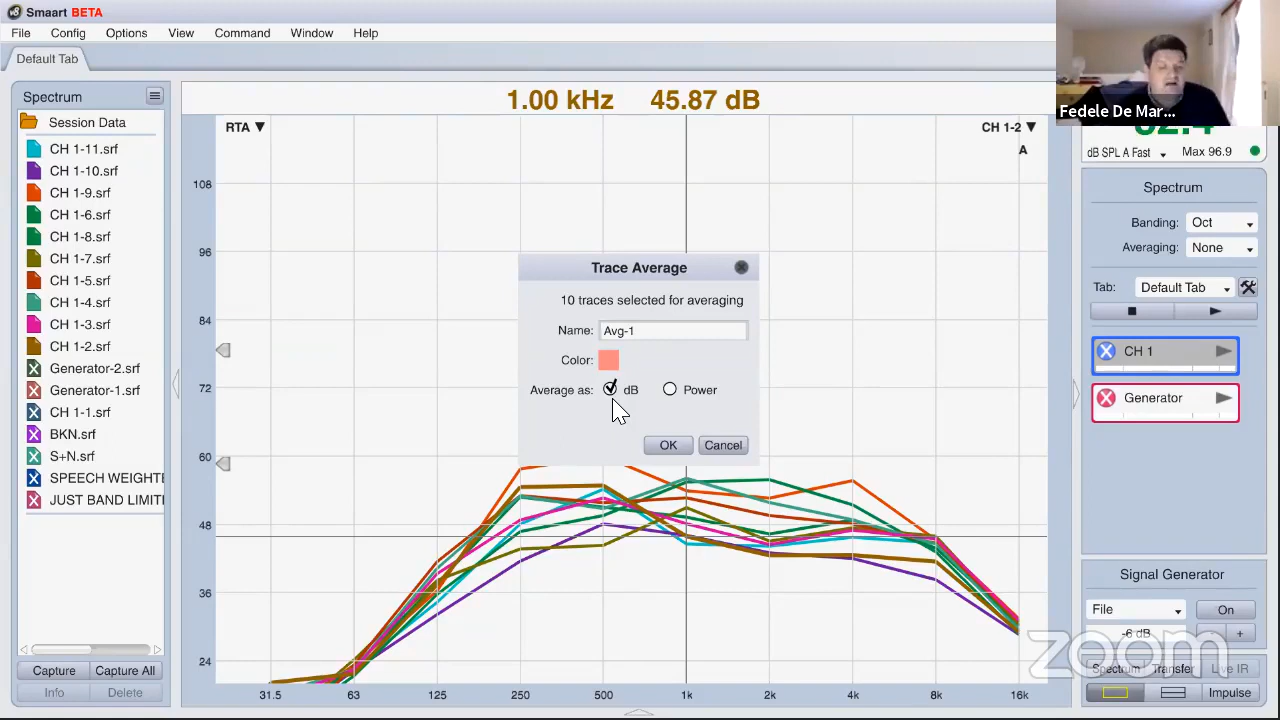 Smaart BETA
File Config Options View Command Window Help
Default Tab
Spectrum
Session Data
CH 1-11.srf
CH 1-10.srf
CH 1-9.srf
CH 1-6.srf
CH 1-8.srf
CH 1-7.srf
CH 1-5.srf
CH 1-4.srf
CH 1-3.srf
CH 1-2.srf
Generator-2.srf
Generator-1.srf
CH 1-1.srf
BKN.srf
S+N.srf
SPEECH WEIGHTE
JUST BAND LIMIT
Capture Capture All
Info Delete
1.00 kHz 45.87 dB
RTA ▼ CH 1-2 ▼
A
108
96
84
72
60
48
36
24
31.5 63 125 250 500 1k 2k 4k 8k 16k
Trace Average
10 traces selected for averaging
Name: Avg-1
Color:
Average as: dB Power
OK Cancel
Fedele De Mar...
dB SPL A Fast Max 96.9
Spectrum
Banding: Oct
Averaging: None
Tab: Default Tab
CH 1
Generator
Signal Generator
File On
-6 dB +
zoom
Spectrum Transfer Live IR
Impulse